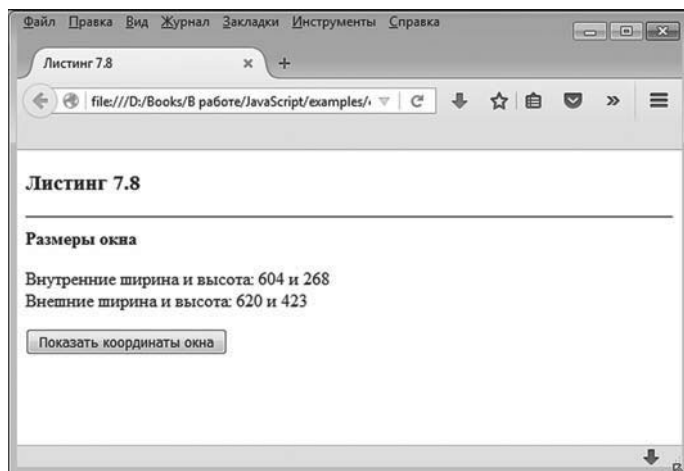 Файл Правка Вид Журнал Закладки Инструменты Справка
Листинг 7.8
file:///D:/Books/В работе/JavaScript/examples/
Листинг 7.8
Размеры окна
Внутренние ширина и высота: 604 и 268
Внешние ширина и высота: 620 и 423
Показать координаты окна